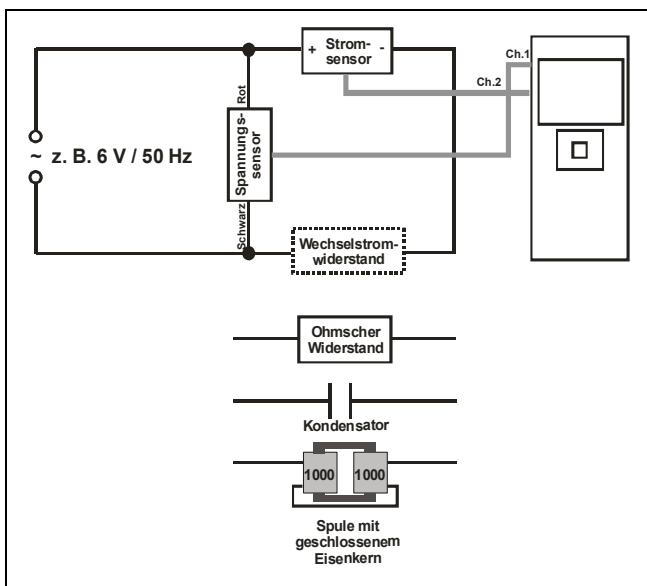 + Strom- -
sensor
Ch.1
Ch.2
Rot
Spannungs-
sensor
Schwarz
~ z. B. 6 V / 50 Hz
Wechselstrom-
widerstand
Ohmscher
Widerstand
Kondensator
1000 1000
Spule mit
geschlossenem
Eisenkern